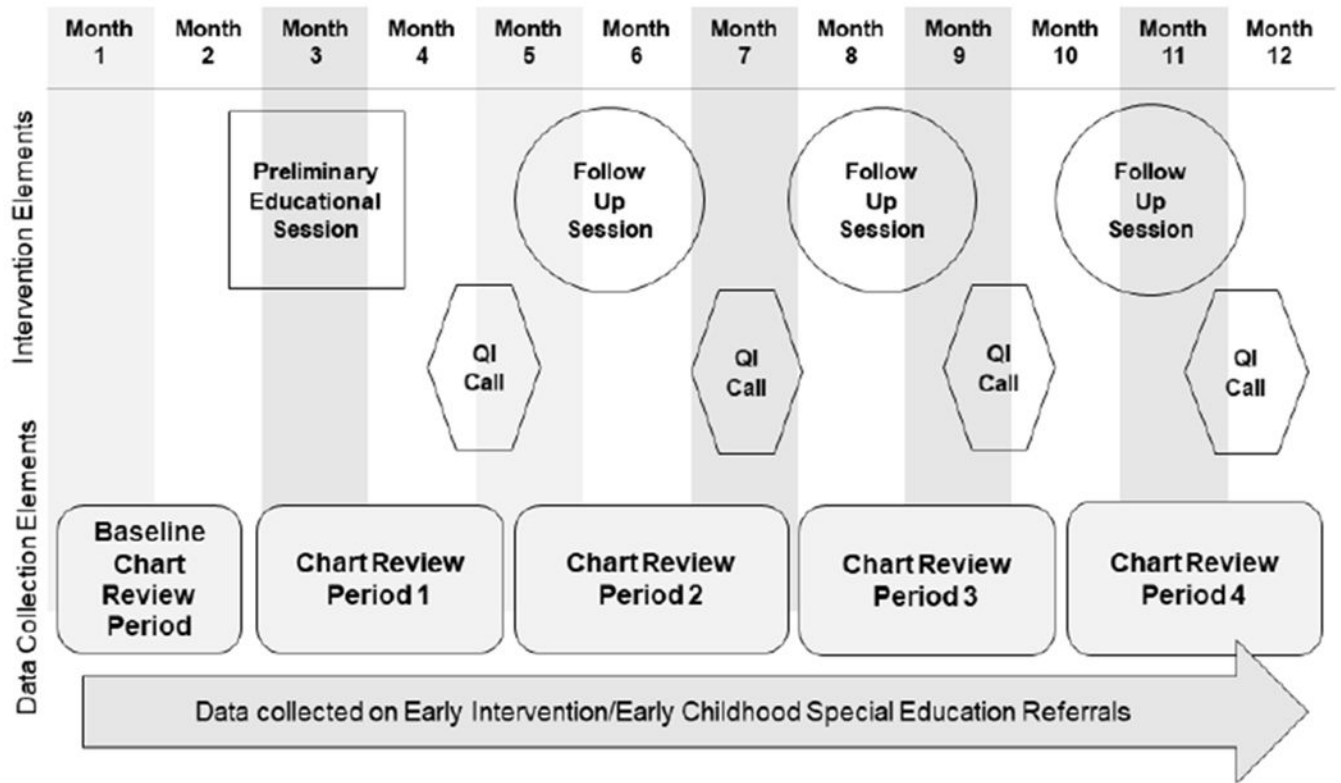 Month Month Month Month Month Month Month Month Month Month Month Month
1 2 3 4 5 6 7 8 9 10 11 12
Intervention Elements
Preliminary
Educational
Session
Follow
Up
Session
Follow
Up
Session
Follow
Up
Session
QI
Call
QI
Call
QI
Call
QI
Call
Data Collection Elements
Baseline
Chart
Review
Period
Chart Review
Period 1
Chart Review
Period 2
Chart Review
Period 3
Chart Review
Period 4
Data collected on Early Intervention/Early Childhood Special Education Referrals